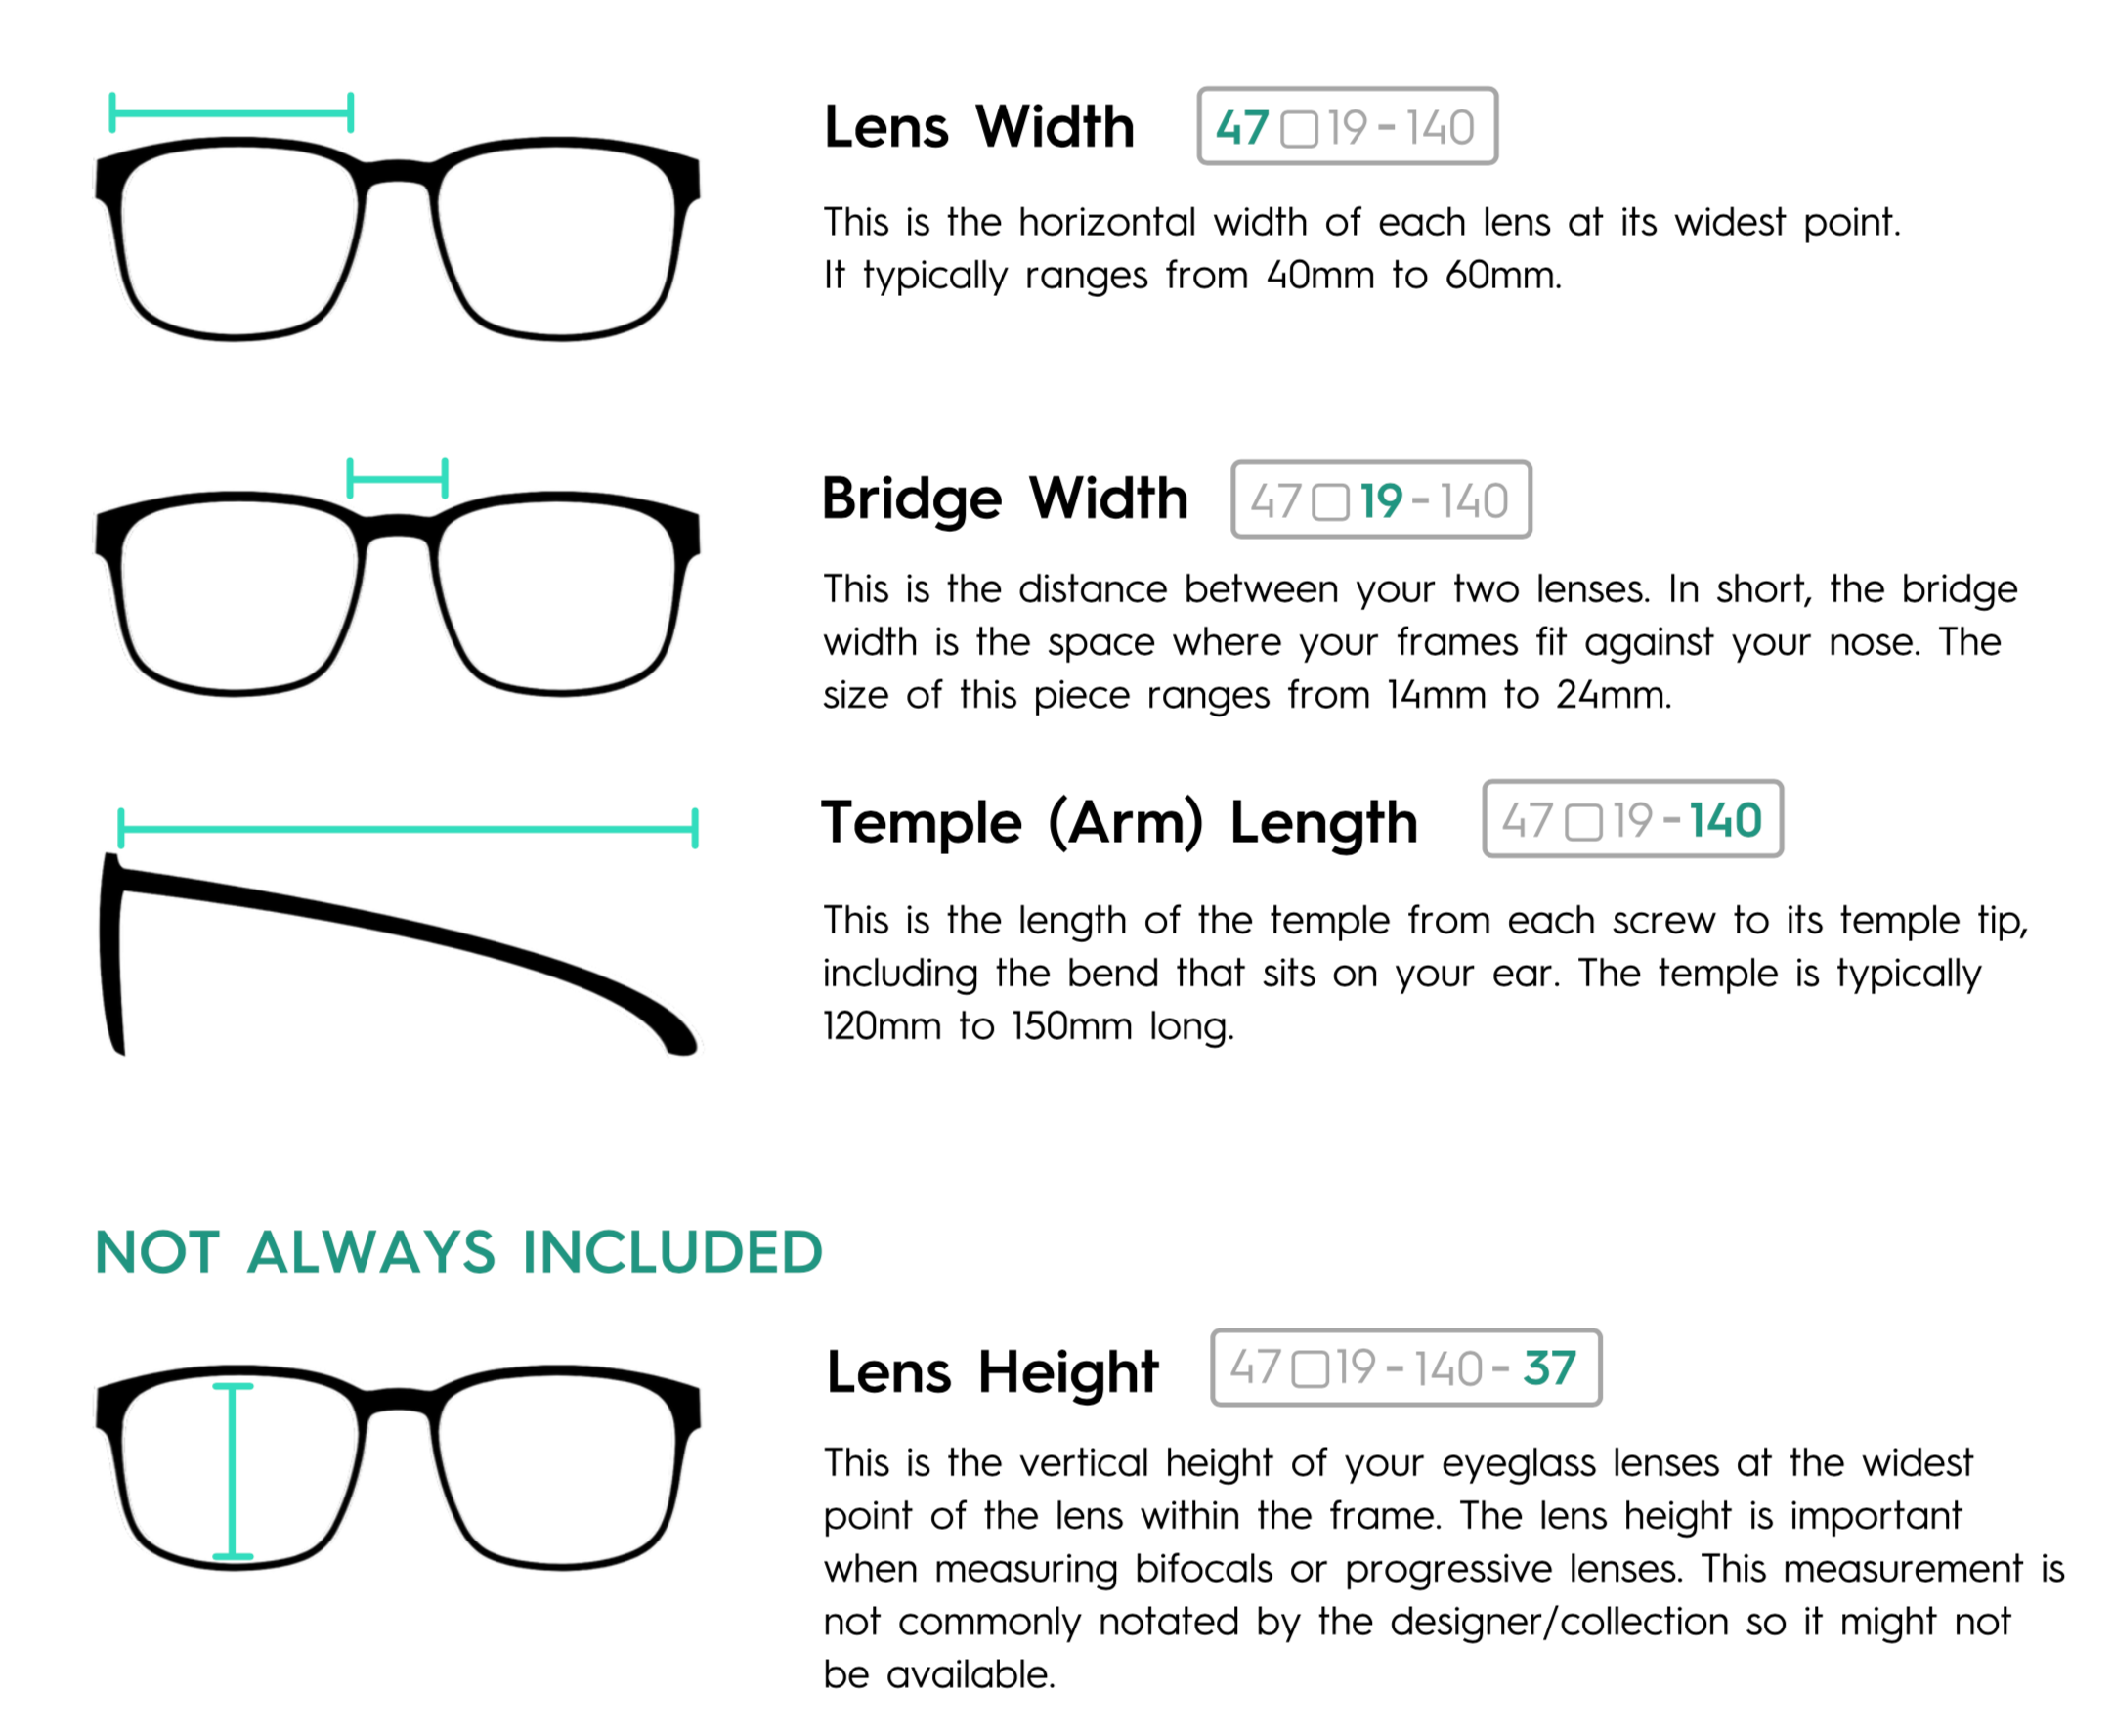 Lens Width
47□19-140
This is the horizontal width of each lens at its widest point.
It typically ranges from 40mm to 60mm.
Bridge Width
47□19-140
This is the distance between your two lenses. In short, the bridge
width is the space where your frames fit against your nose. The
size of this piece ranges from 14mm to 24mm.
Temple (Arm) Length
47□19-140
This is the length of the temple from each screw to its temple tip,
including the bend that sits on your ear. The temple is typically
120mm to 150mm long.
NOT ALWAYS INCLUDED
Lens Height
47□19-140-37
This is the vertical height of your eyeglass lenses at the widest
point of the lens within the frame. The lens height is important
when measuring bifocals or progressive lenses. This measurement is
not commonly notated by the designer/collection so it might not
be available.